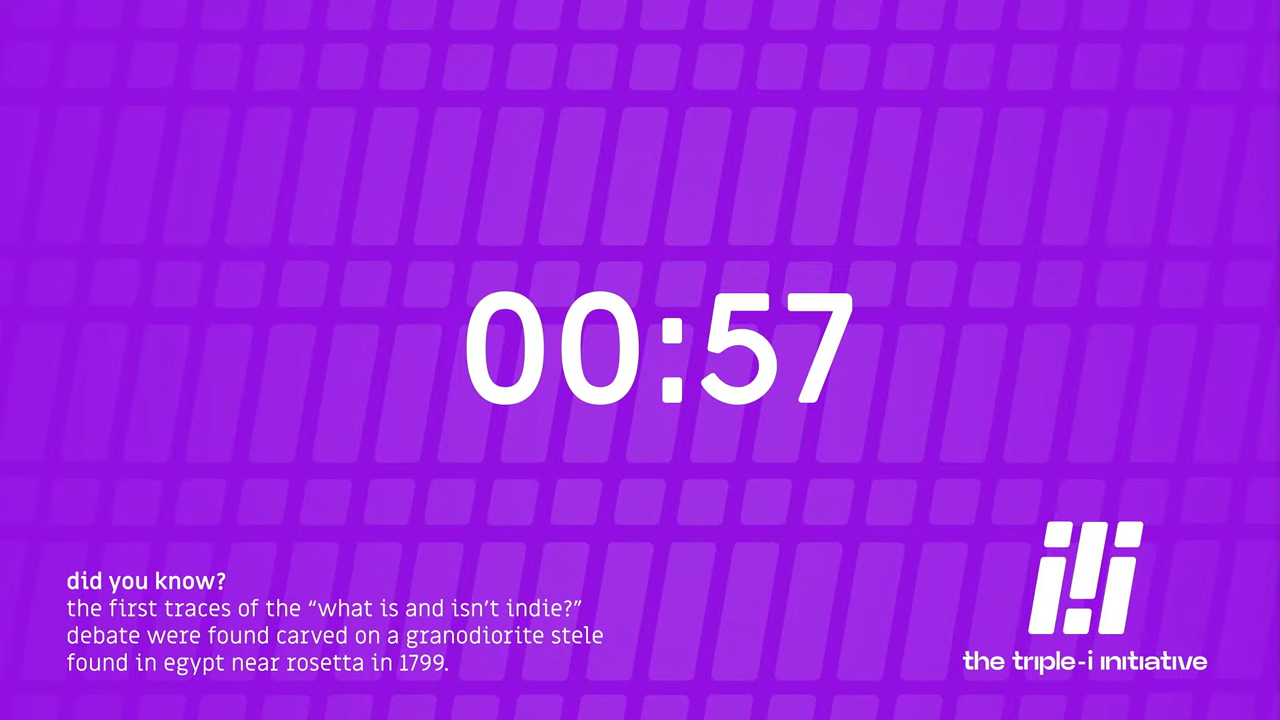 00:57
did you know?
the first traces of the “what is and isn’t indie?”
debate were found carved on a granodiorite stele
found in egypt near rosetta in 1799.
the triple-i initiative